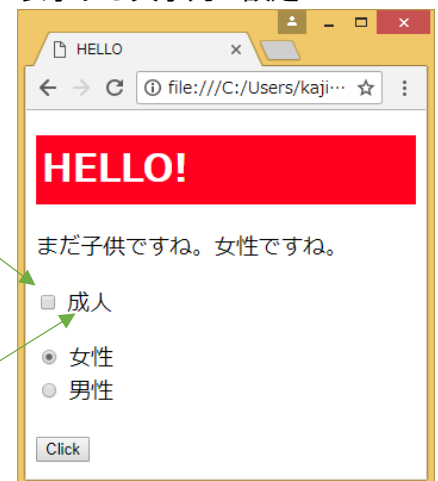 HELLO
file:///C:/Users/kaji…
HELLO!
まだ子供ですね。女性ですね。
成人
女性
男性
Click